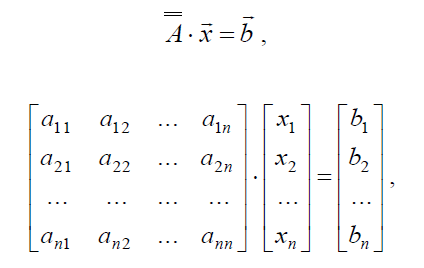 A̿ · x⃗ = b⃗ ,
[ a₁₁ a₁₂ ... a₁ₙ ] [ x₁ ] [ b₁ ]
[ a₂₁ a₂₂ ... a₂ₙ ] · [ x₂ ] = [ b₂ ] ,
[ ... ... ... ... ] [ ... ] [ ... ]
[ aₙ₁ aₙ₂ ... aₙₙ ] [ xₙ ] [ bₙ ]